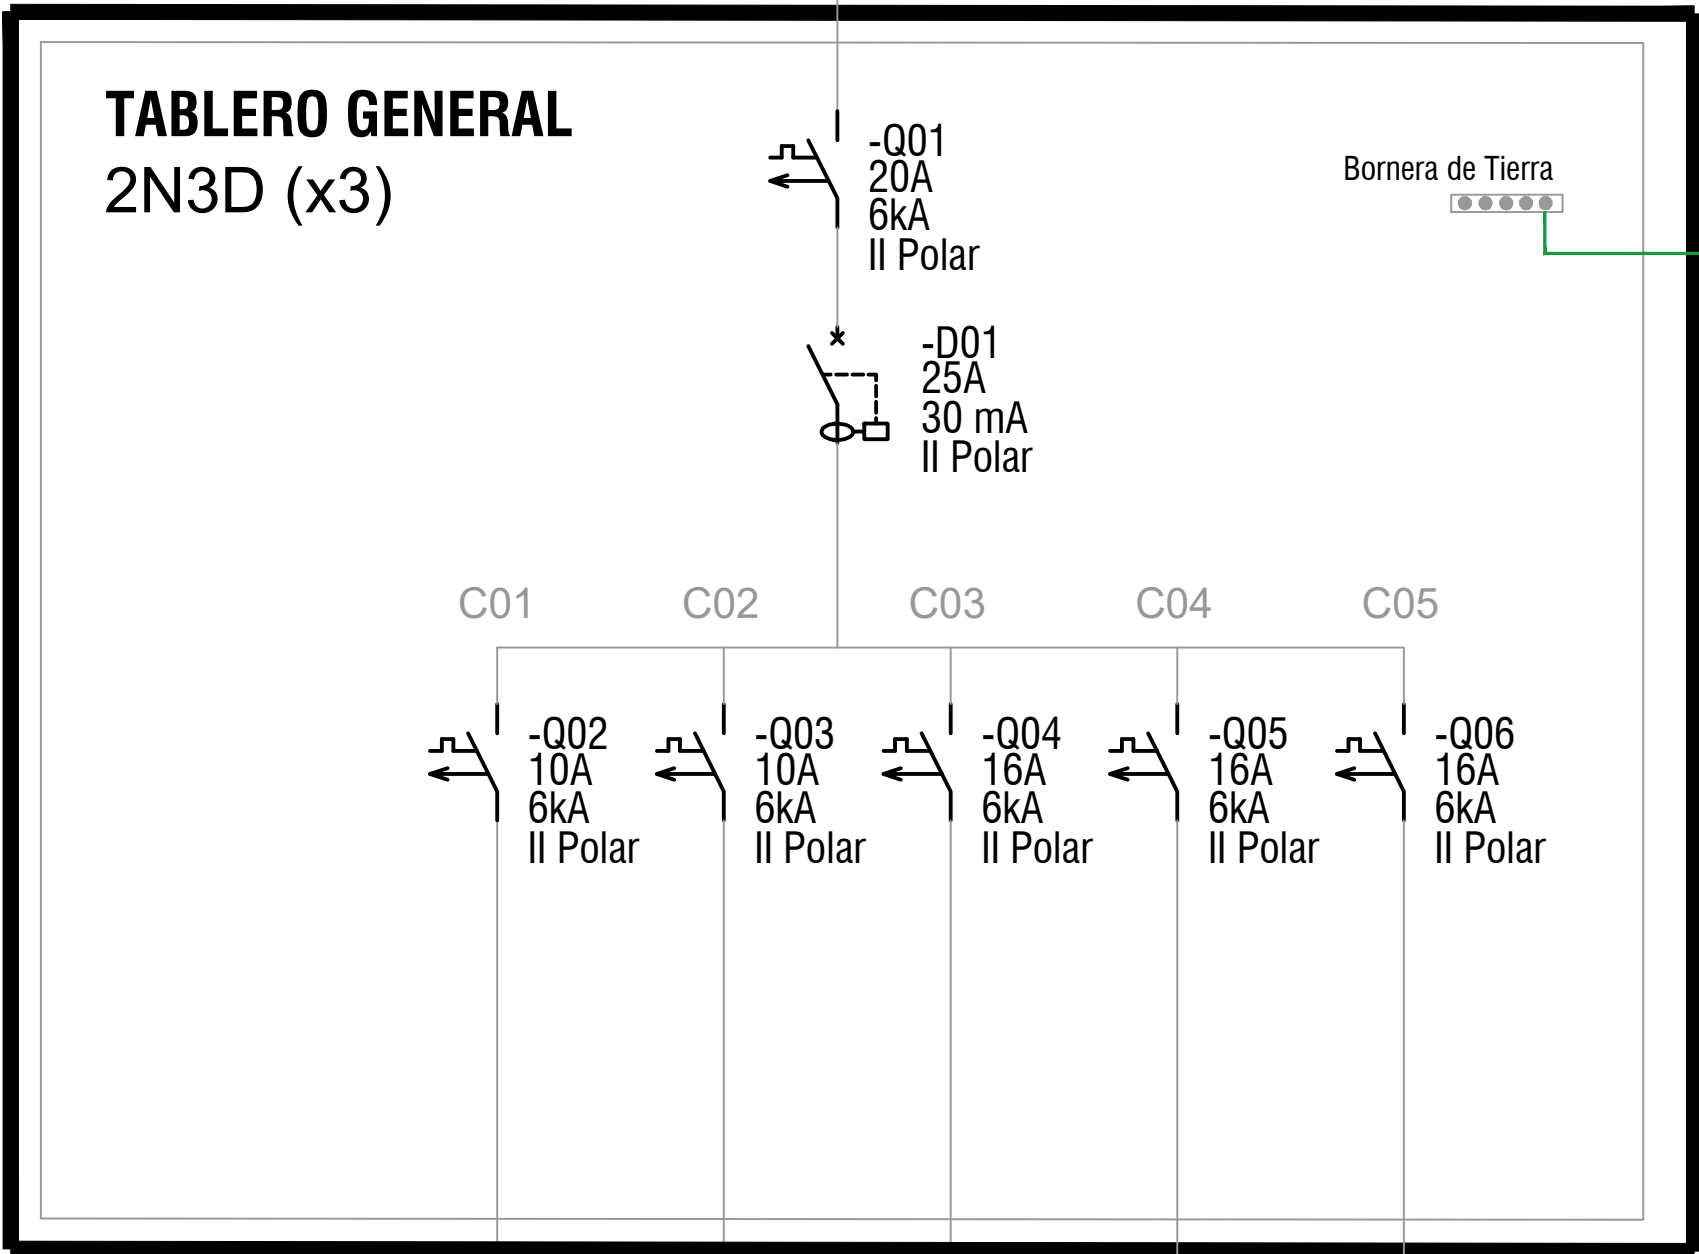 TABLERO GENERAL
2N3D (x3)
-Q01
20A
6kA
II Polar
Bornera de Tierra
-D01
25A
30 mA
II Polar
C01
C02
C03
C04
C05
-Q02
10A
6kA
II Polar
-Q03
10A
6kA
II Polar
-Q04
16A
6kA
II Polar
-Q05
16A
6kA
II Polar
-Q06
16A
6kA
II Polar